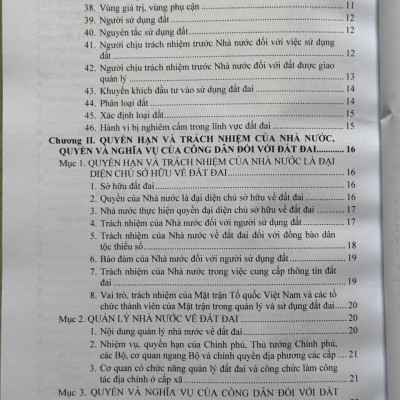 38. Vùng giá trị, vùng phụ cận 11
39. Người sử dụng đất 12
40. Nguyên tắc sử dụng đất 12
41. Người chịu trách nhiệm trước Nhà nước đối với việc sử dụng
đất 12
42. Người chịu trách nhiệm trước Nhà nước đối với đất được giao
quản lý 13
43. Khuyến khích đầu tư vào sử dụng đất đai 14
44. Phân loại đất 14
45. Xác định loại đất 15
46. Hành vi bị nghiêm cấm trong lĩnh vực đất đai 15
Chương II. QUYỀN HẠN VÀ TRÁCH NHIỆM CỦA NHÀ NƯỚC,
QUYỀN VÀ NGHĨA VỤ CỦA CÔNG DÂN ĐỐI VỚI ĐẤT ĐAI 16
Mục 1. QUYỀN HẠN VÀ TRÁCH NHIỆM CỦA NHÀ NƯỚC LÀ ĐẠI
DIỆN CHỦ SỞ HỮU VỀ ĐẤT ĐAI 16
1. Sở hữu đất đai 16
2. Quyền của Nhà nước là đại diện chủ sở hữu về đất đai 16
3. Nhà nước thực hiện quyền đại diện chủ sở hữu về đất đai 17
4. Trách nhiệm của Nhà nước đối với người sử dụng đất 17
5. Trách nhiệm của Nhà nước về đất đai đối với đồng bào dân
tộc thiểu số 18
6. Bảo đảm của Nhà nước đối với người sử dụng đất 19
7. Trách nhiệm của Nhà nước trong việc cung cấp thông tin đất
đai 19
8. Vai trò, trách nhiệm của Mặt trận Tổ quốc Việt Nam và các tổ
chức thành viên của Mặt trận trong quản lý và sử dụng đất đai 20
Mục 2. QUẢN LÝ NHÀ NƯỚC VỀ ĐẤT ĐAI 20
1. Nội dung quản lý nhà nước về đất đai 20
2. Nhiệm vụ, quyền hạn của Chính phủ, Thủ tướng Chính phủ,
các Bộ, cơ quan ngang Bộ và chính quyền địa phương các cấp 21
3. Cơ quan có chức năng quản lý đất đai và công chức làm công
tác địa chính ở cấp xã 21
Mục 3. QUYỀN VÀ NGHĨA VỤ CỦA CÔNG DÂN ĐỐI VỚI ĐẤT